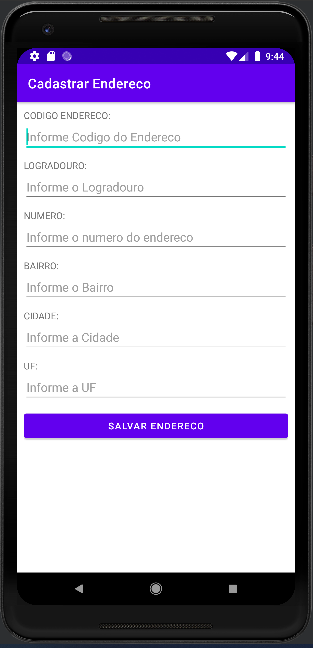 9:44
Cadastrar Endereco
CODIGO ENDERECO:
Informe Codigo do Endereco
LOGRADOURO:
Informe o Logradouro
NUMERO:
Informe o numero do endereco
BAIRRO:
Informe o Bairro
CIDADE:
Informe a Cidade
UF:
Informe a UF
SALVAR ENDERECO